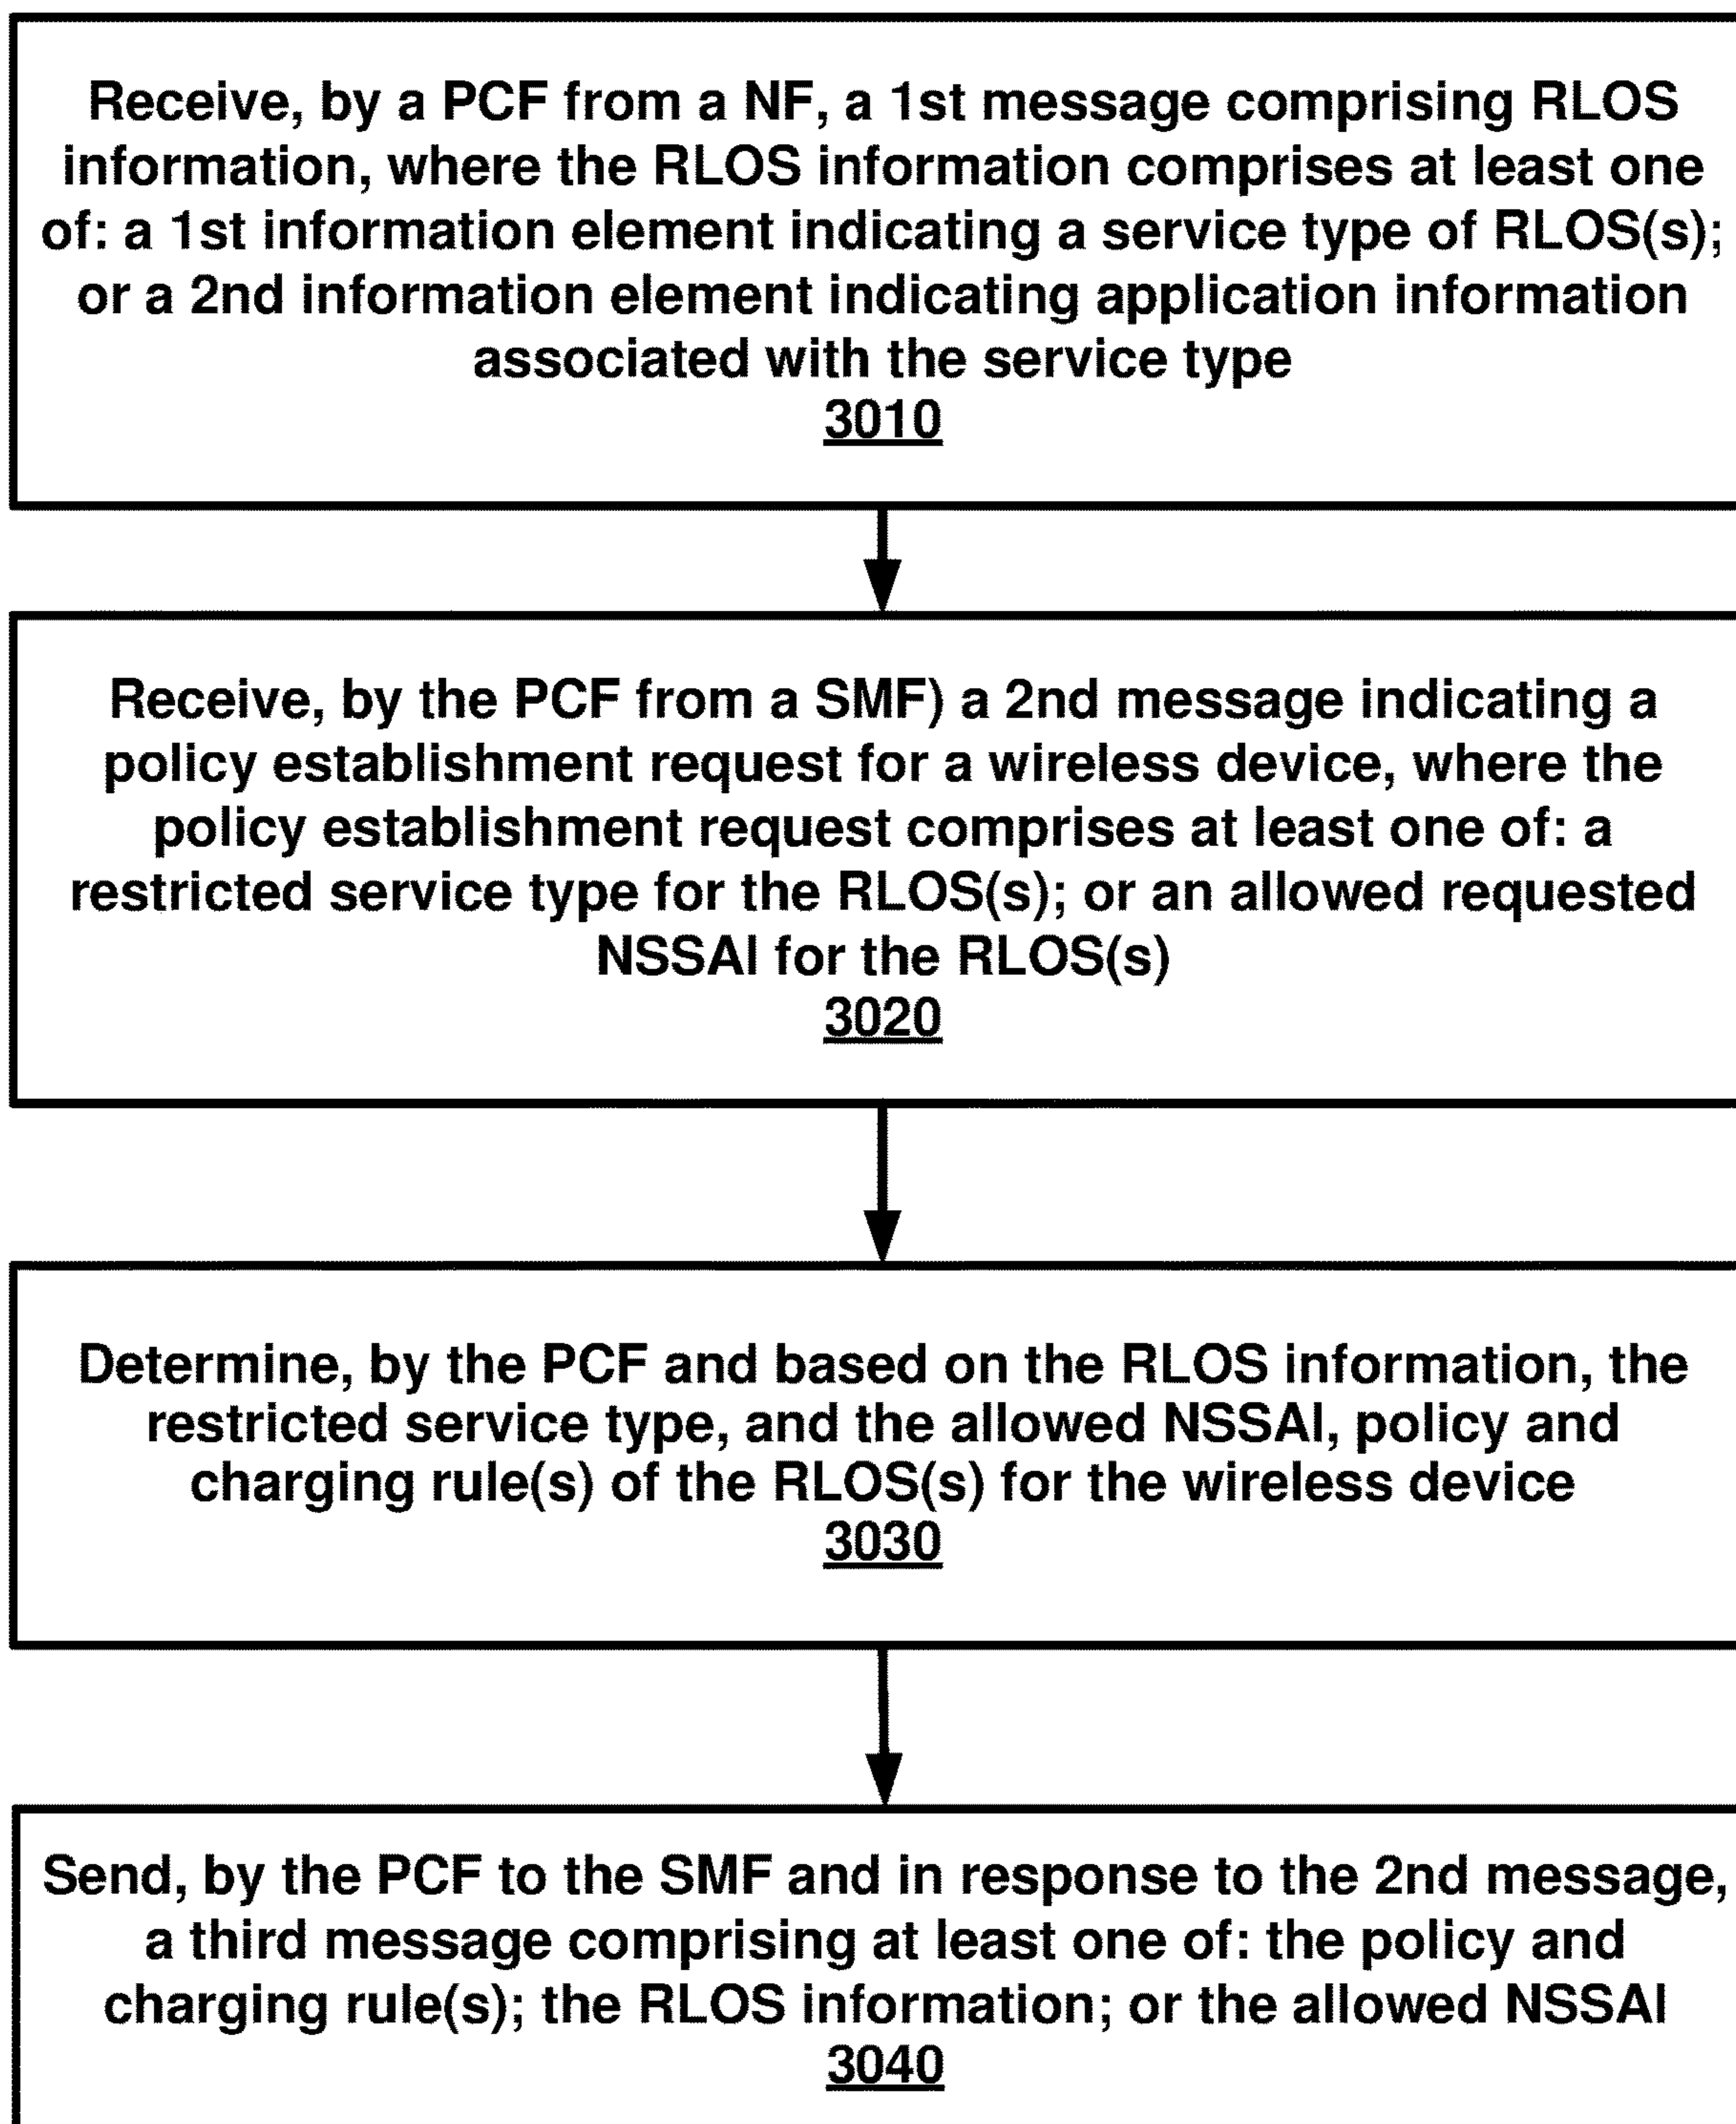 Receive, by a PCF from a NF, a 1st message comprising RLOS
information, where the RLOS information comprises at least one
of: a 1st information element indicating a service type of RLOS(s);
or a 2nd information element indicating application information
associated with the service type
3010
Receive, by the PCF from a SMF) a 2nd message indicating a
policy establishment request for a wireless device, where the
policy establishment request comprises at least one of: a
restricted service type for the RLOS(s); or an allowed requested
NSSAI for the RLOS(s)
3020
Determine, by the PCF and based on the RLOS information, the
restricted service type, and the allowed NSSAI, policy and
charging rule(s) of the RLOS(s) for the wireless device
3030
Send, by the PCF to the SMF and in response to the 2nd message,
a third message comprising at least one of: the policy and
charging rule(s); the RLOS information; or the allowed NSSAI
3040